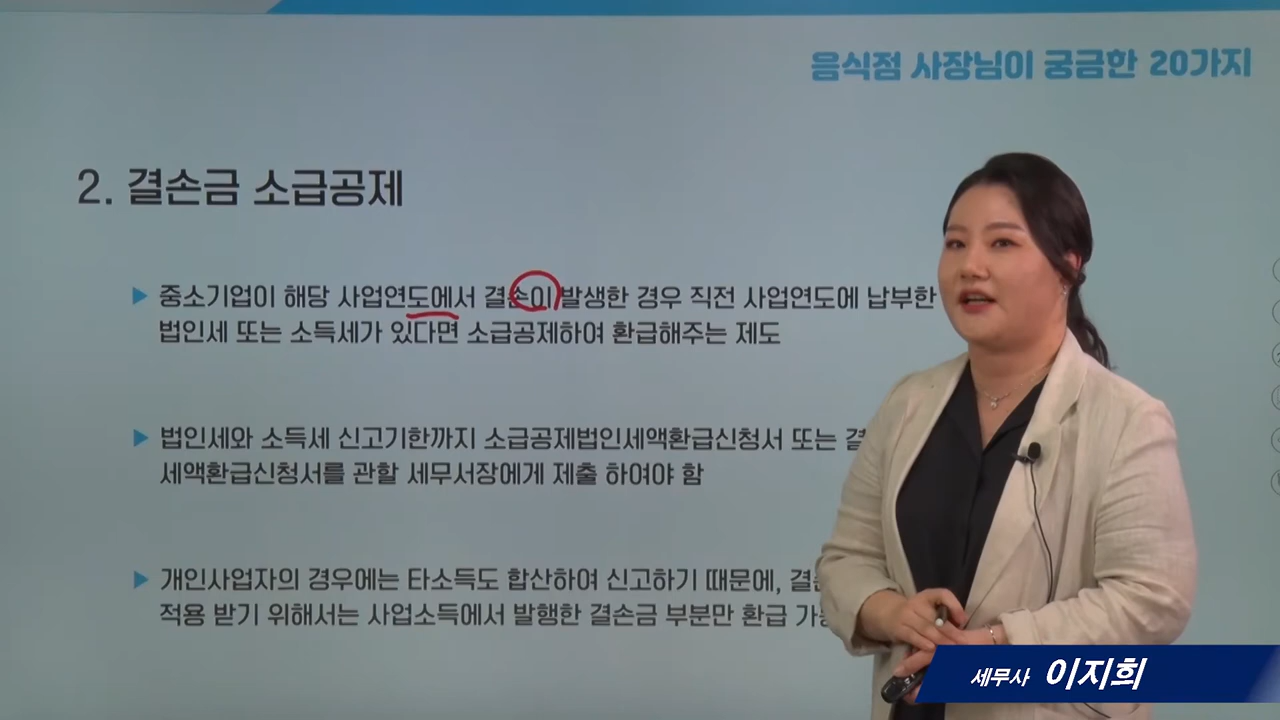 음식점 사장님이 궁금한 20가지
2. 결손금 소급공제
▶ 중소기업이 해당 사업연도에서 결손이 발생한 경우 직전 사업연도에 납부한
법인세 또는 소득세가 있다면 소급공제하여 환급해주는 제도
▶ 법인세와 소득세 신고기한까지 소급공제법인세액환급신청서 또는
세액환급신청서를 관할 세무서장에게 제출 하여야 함
▶ 개인사업자의 경우에는 타소득도 합산하여 신고하기 때문에,
적용 받기 위해서는 사업소득에서 발행한 결손금 부분만 환급
세무사 이지희